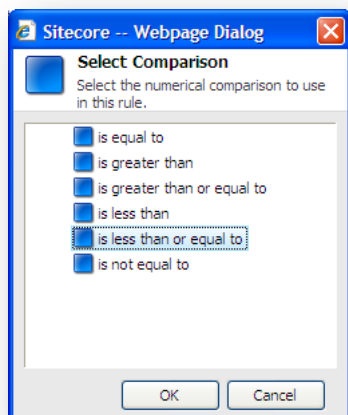 Sitecore -- Webpage Dialog
Select Comparison
Select the numerical comparison to use
in this rule.
is equal to
is greater than
is greater than or equal to
is less than
is less than or equal to
is not equal to
OK Cancel